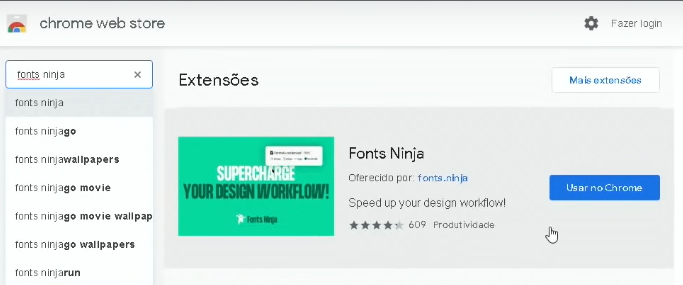 chrome web store
Fazer login
fonts ninja
fonts ninja
fonts ninjago
fonts ninjawallpapers
fonts ninjago movie
fonts ninjago movie wallpap
fonts ninjago wallpapers
fonts ninjarun
Extensões
Mais extensões
SUPERCHARGE
YOUR DESIGN WORKFLOW!
Fonts Ninja
Fonts Ninja
Oferecido por: fonts.ninja
Speed up your design workflow!
609 Produtividade
Usar no Chrome